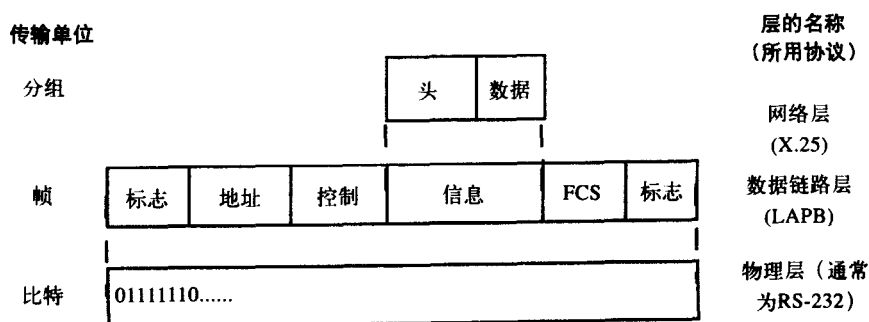 传输单位
层的名称
（所用协议）
分组
头
数据
网络层
(X.25)
帧
标志
地址
控制
信息
FCS
标志
数据链路层
(LAPB)
比特
01111110......
物理层（通常
为RS-232）